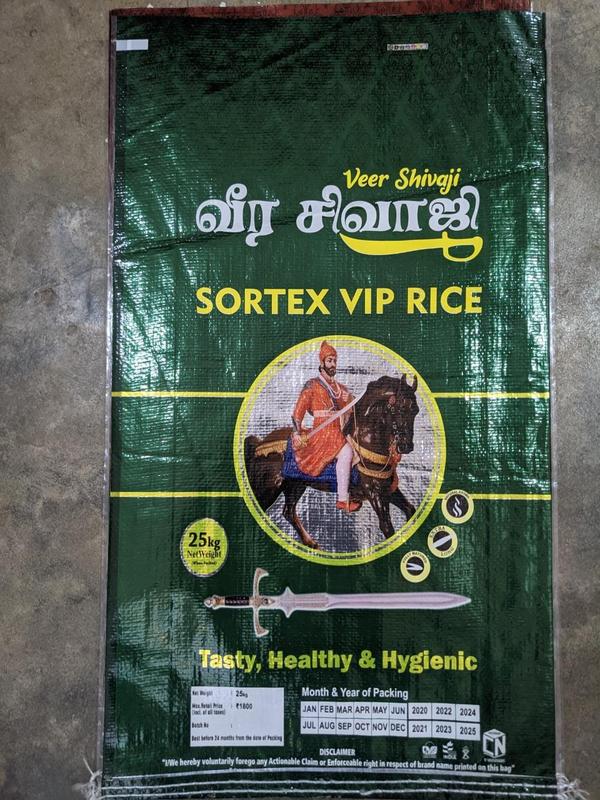 Veer Shivaji
வீர சிவாஜி
SORTEX VIP RICE
25kg
Net Weight
(When Packed)
Tasty, Healthy & Hygienic
Net Weight : 25kg
Max.Retail Price : ₹1800
(incl. of all taxes)
Batch No :
Best before 24 months from the date of Packing
Month & Year of Packing
JAN FEB MAR APR MAY JUN 2020 2022 2024
JUL AUG SEP OCT NOV DEC 2021 2023 2025
DISCLAIMER
"I/We hereby voluntarily forego any Actionable Claim or Enforceable right in respect of brand name printed on this bag"